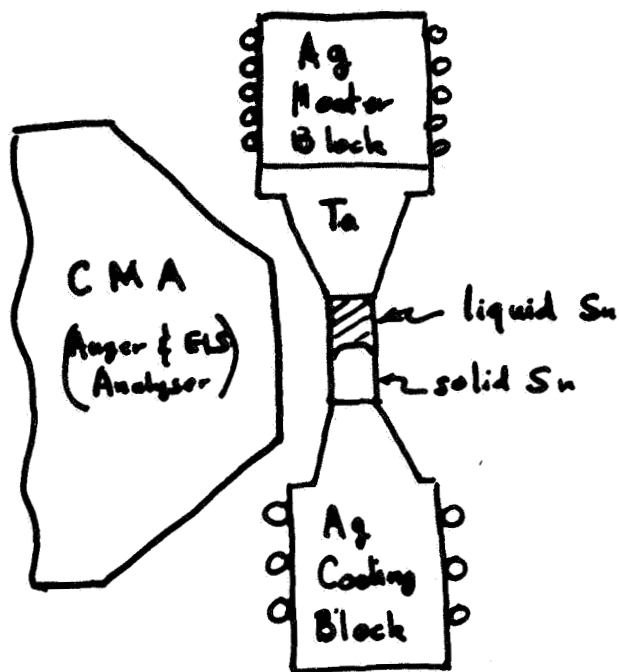 Ag
Heater
Block
Ta
CMA
(Auger & ELS
Analyser)
liquid Sn
solid Sn
Ag
Cooling
Block